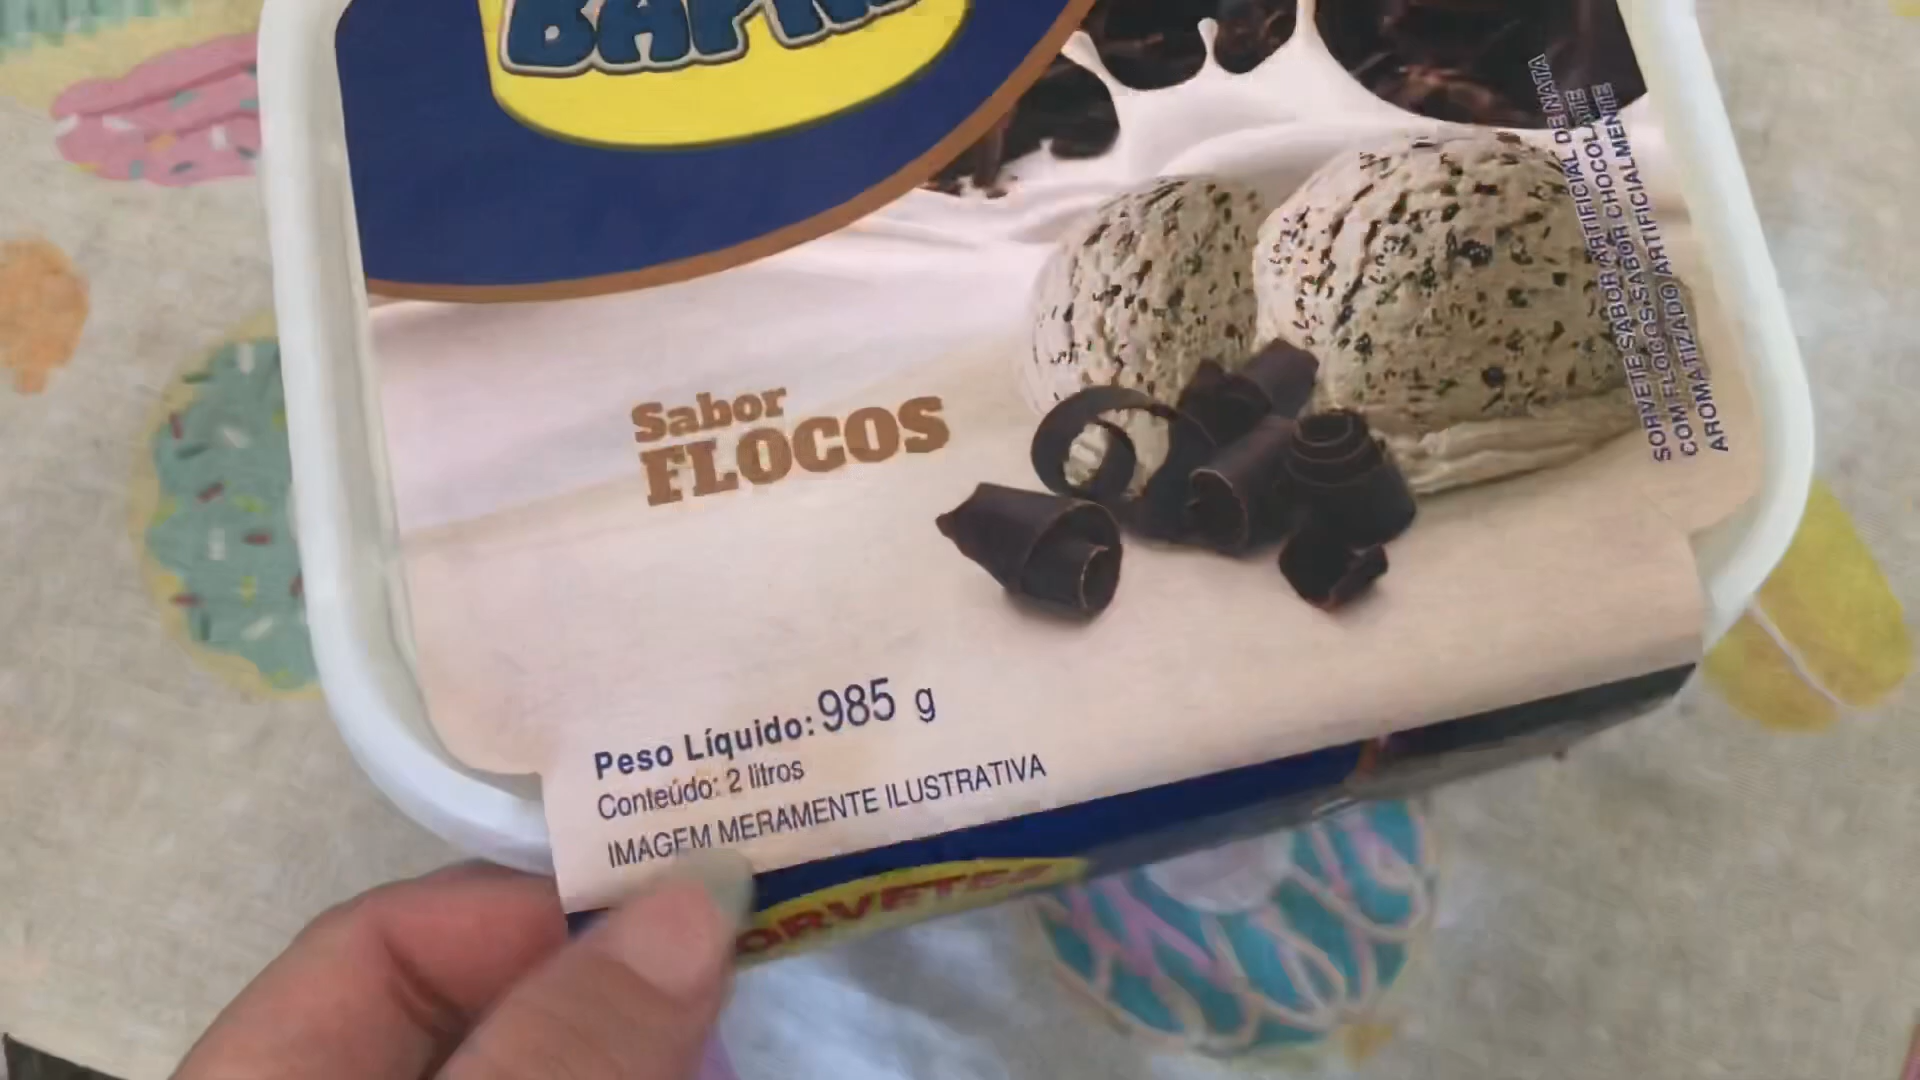 Sabor
FLOCOS
SORVETE SABOR ARTIFICIAL DE NATA
COM FLOCOS SABOR CHOCOLATE
AROMATIZADO ARTIFICIALMENTE
Peso Líquido: 985 g
Conteúdo: 2 litros
IMAGEM MERAMENTE ILUSTRATIVA
ORVETES